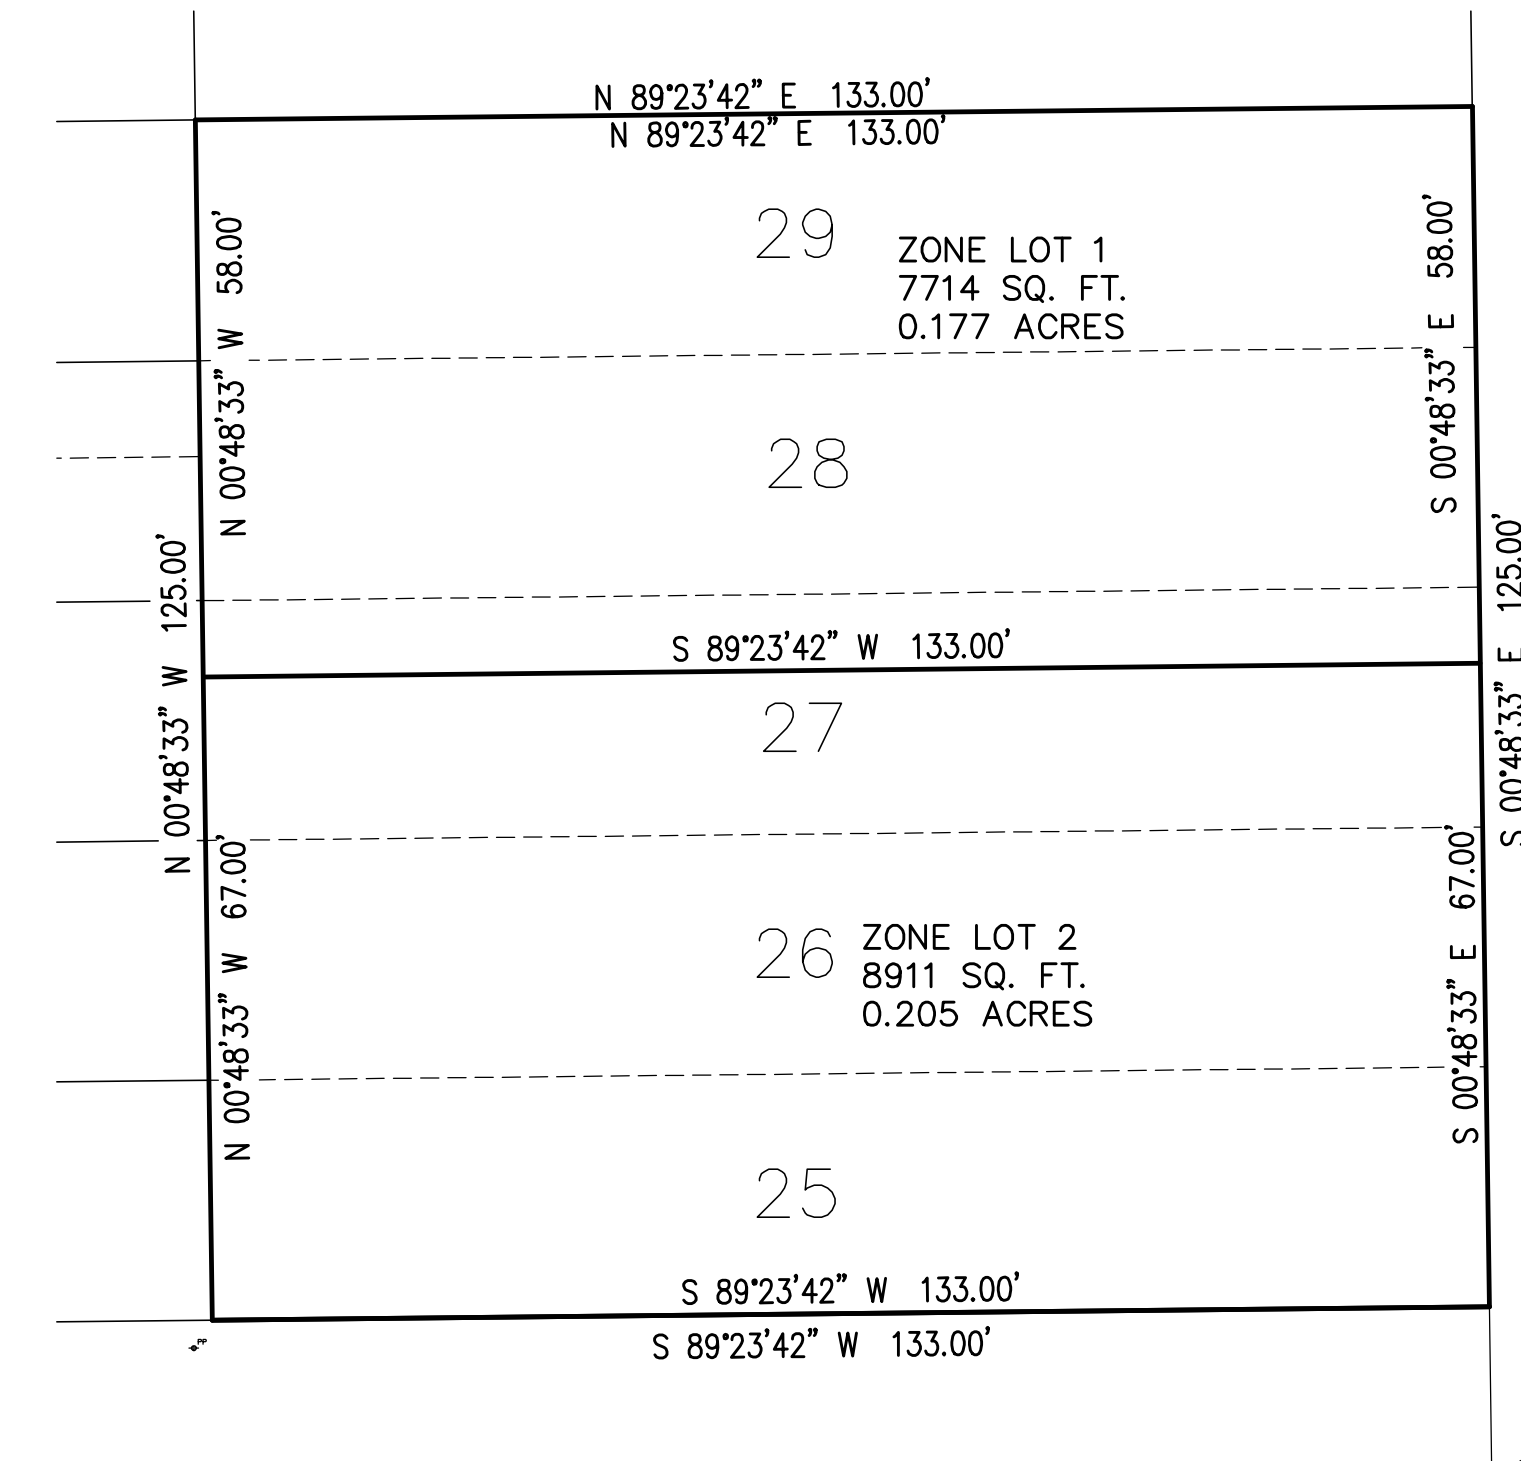 N 89°23'42" E 133.00'
N 89°23'42" E 133.00'
29
ZONE LOT 1
7714 SQ. FT.
0.177 ACRES
N 00°48'33" W 58.00'
S 00°48'33" E 58.00'
28
N 00°48'33" W 125.00'
S 00°48'33" E 125.00'
S 89°23'42" W 133.00'
27
N 00°48'33" W 67.00'
S 00°48'33" E 67.00'
26
ZONE LOT 2
8911 SQ. FT.
0.205 ACRES
25
S 89°23'42" W 133.00'
S 89°23'42" W 133.00'
PP